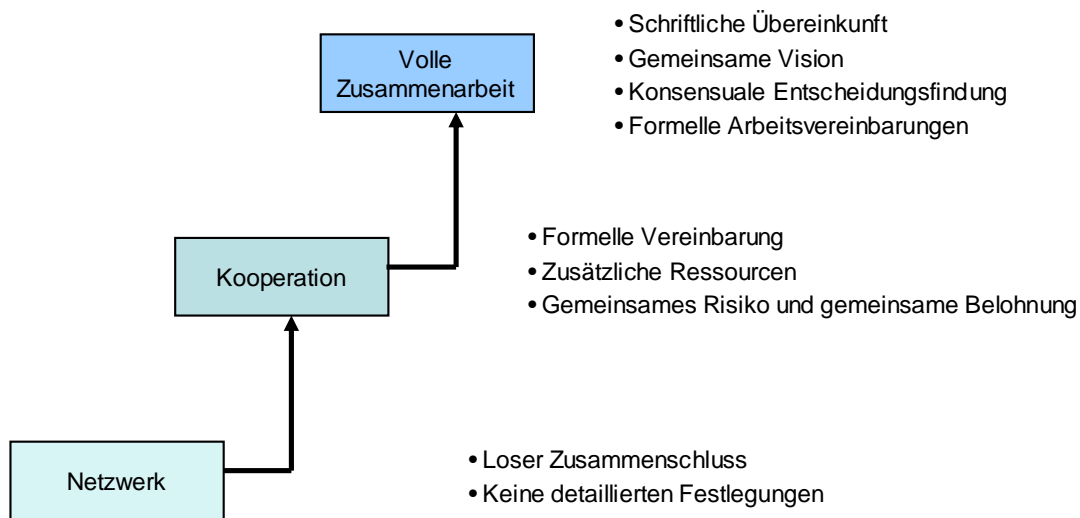 Volle
Zusammenarbeit
• Schriftliche Übereinkunft
• Gemeinsame Vision
• Konsensuale Entscheidungsfindung
• Formelle Arbeitsvereinbarungen
Kooperation
• Formelle Vereinbarung
• Zusätzliche Ressourcen
• Gemeinsames Risiko und gemeinsame Belohnung
Netzwerk
• Loser Zusammenschluss
• Keine detaillierten Festlegungen